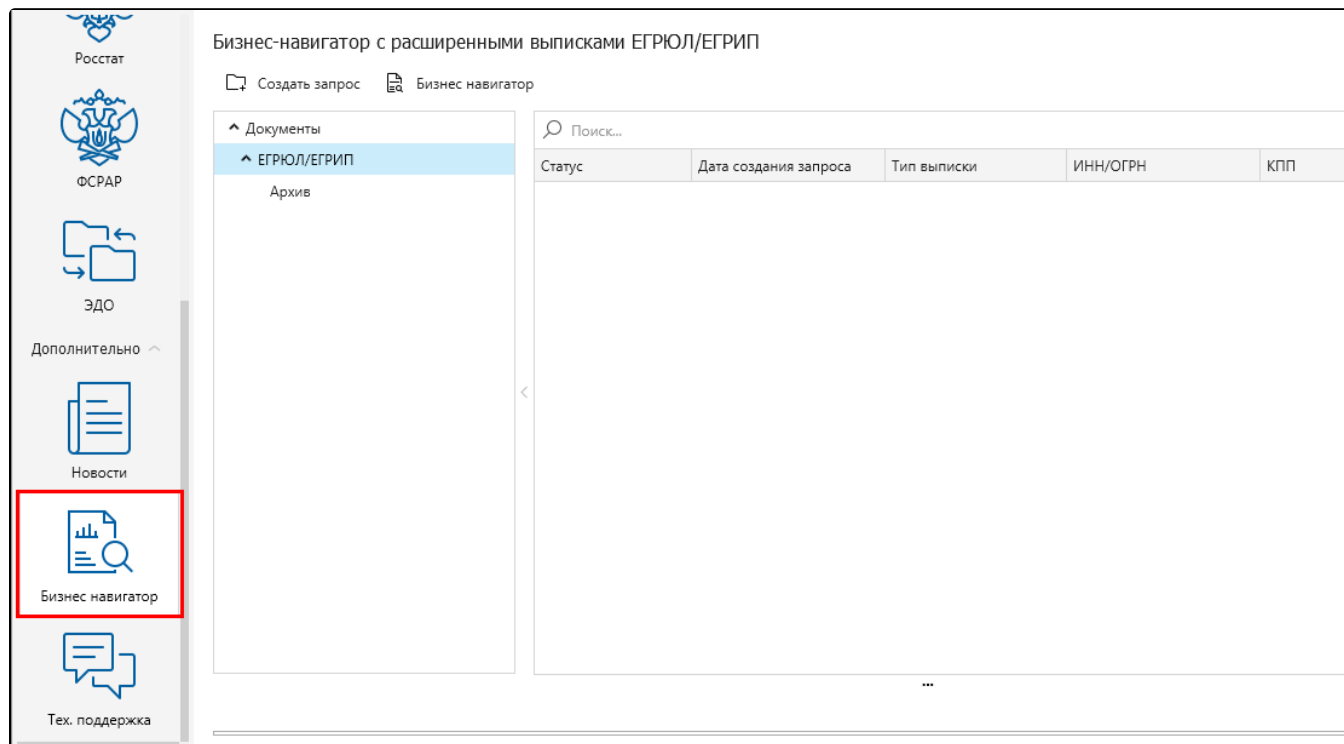 Росстат
ФСРАР
ЭДО
Дополнительно
Новости
Бизнес навигатор
Тех. поддержка
Бизнес-навигатор с расширенными выписками ЕГРЮЛ/ЕГРИП
Создать запрос Бизнес навигатор
Документы
ЕГРЮЛ/ЕГРИП
Архив
Поиск...
Статус Дата создания запроса Тип выписки ИНН/ОГРН КПП
...